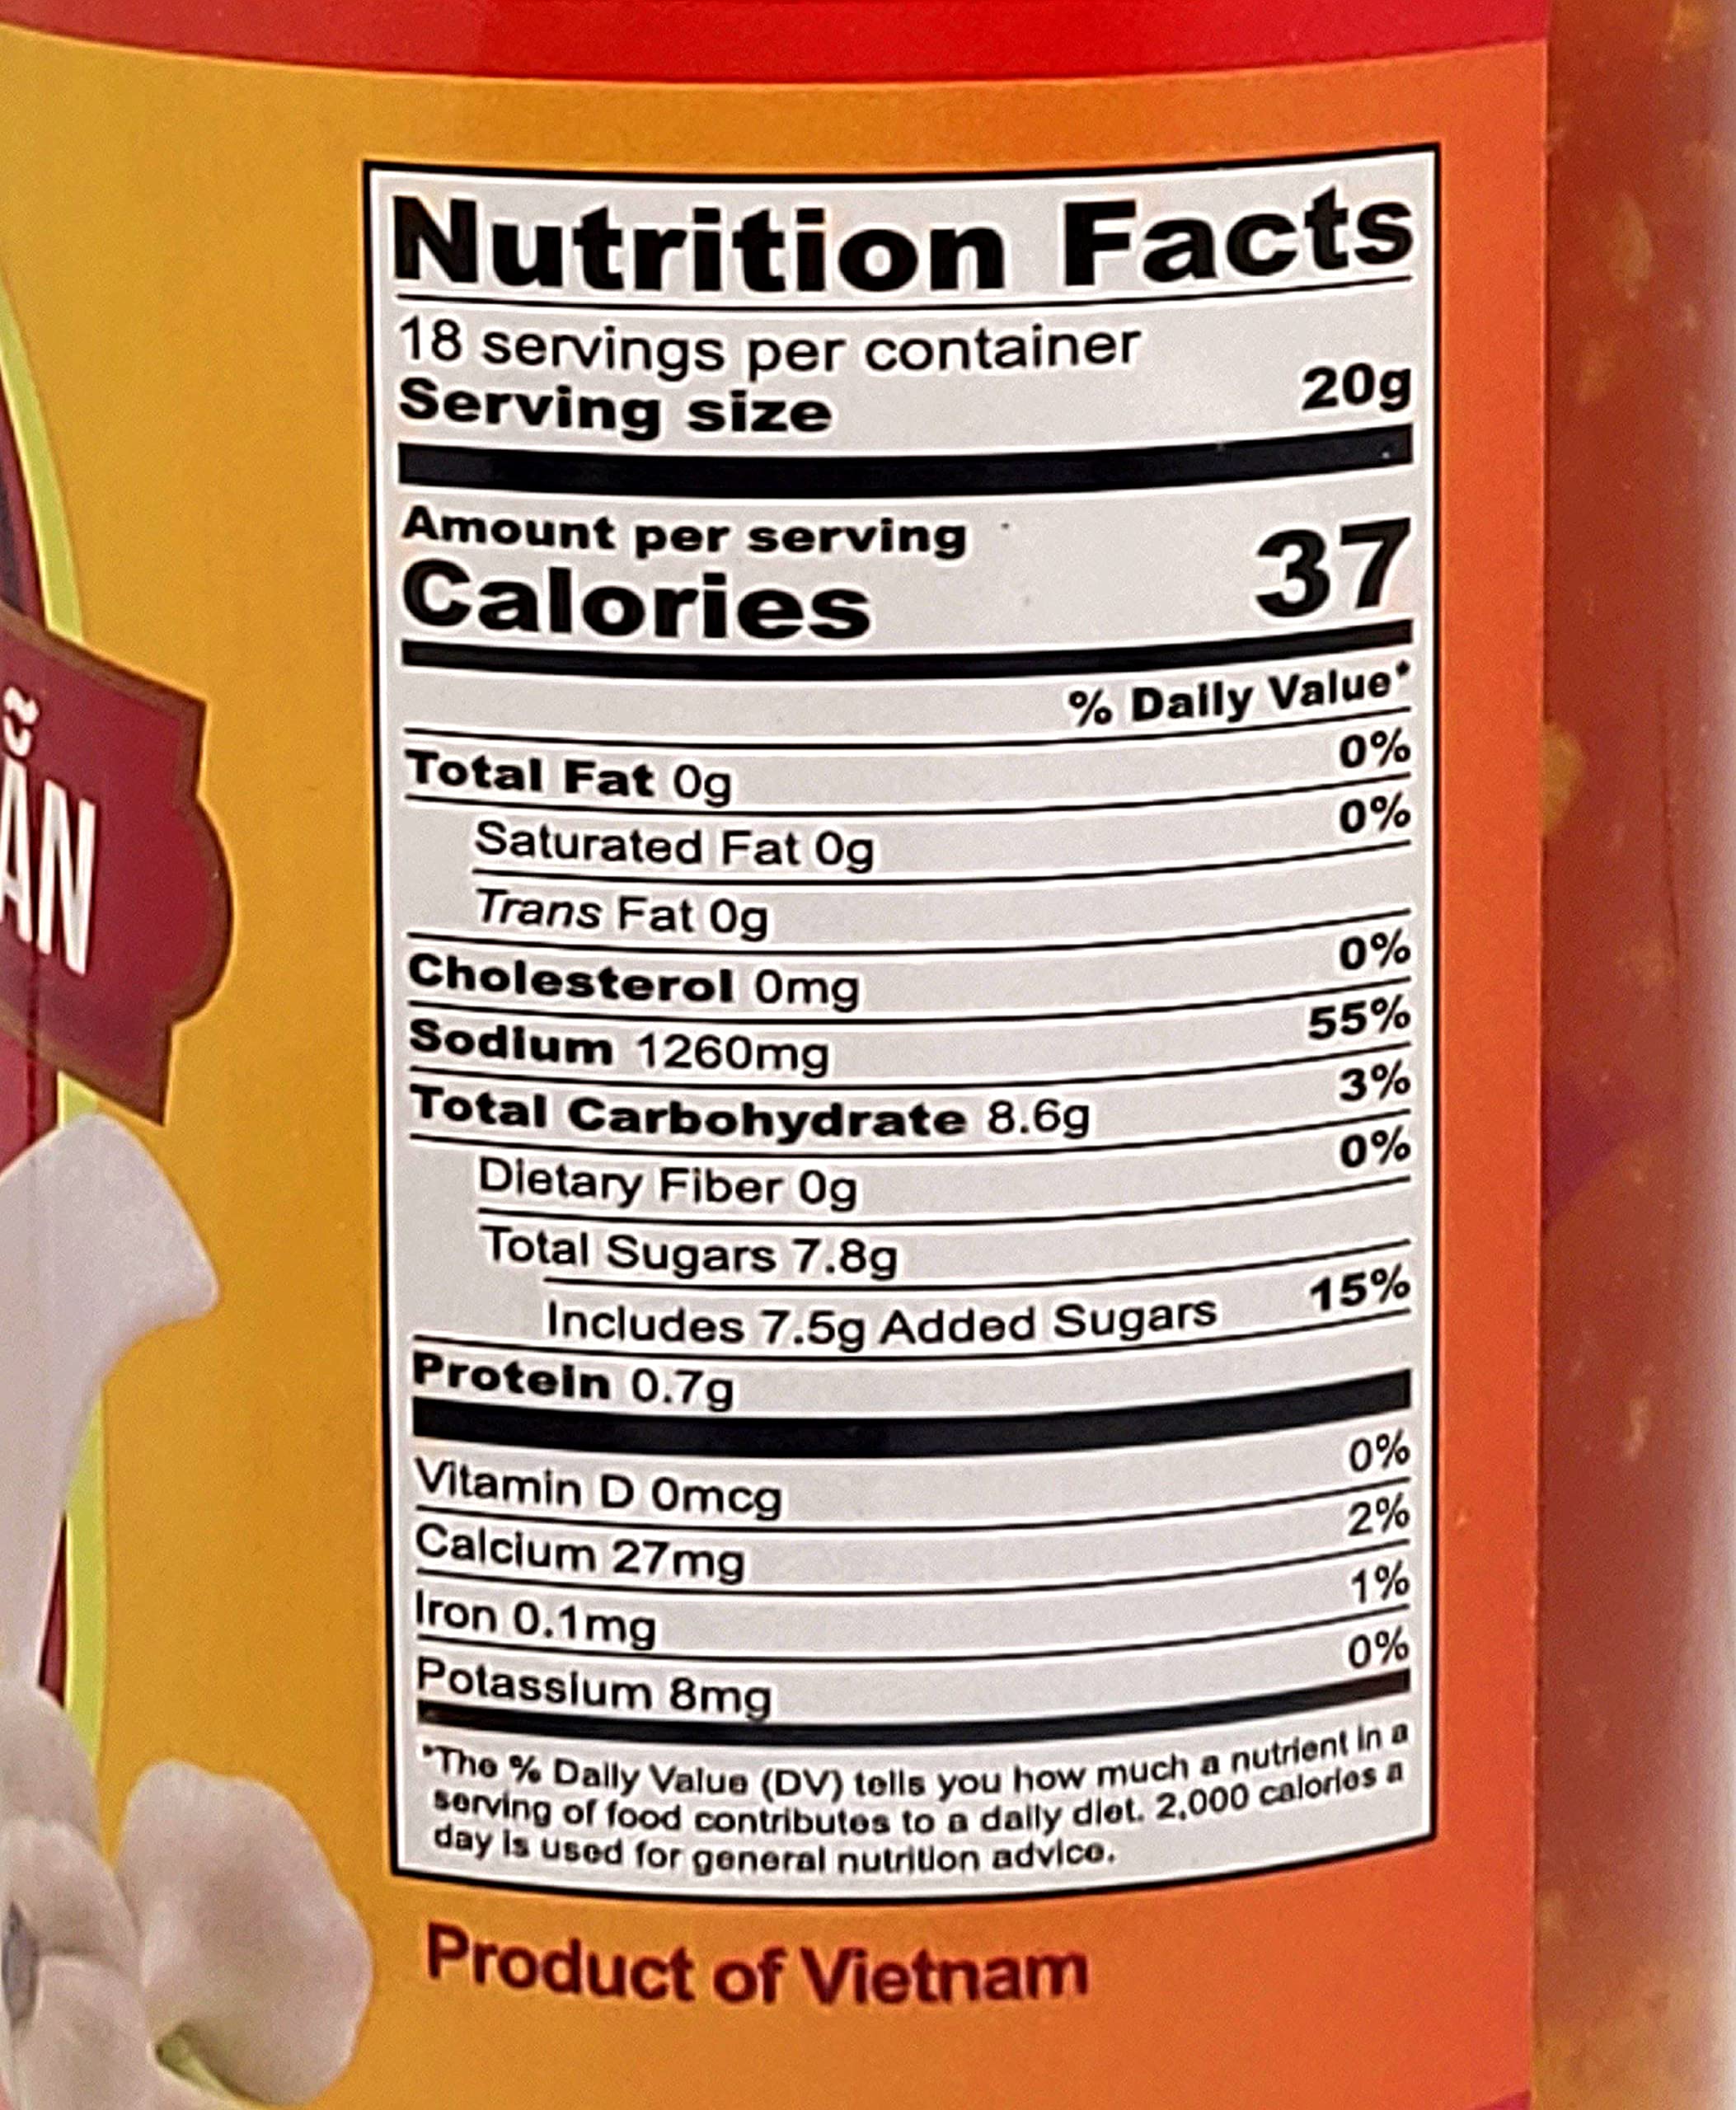 Nutrition Facts
18 servings per container
Serving size 20g
Amount per serving
Calories 37
% Daily Value*
Total Fat 0g 0%
Saturated Fat 0g 0%
Trans Fat 0g
Cholesterol 0mg 0%
Sodium 1260mg 55%
Total Carbohydrate 8.6g 3%
Dietary Fiber 0g 0%
Total Sugars 7.8g
Includes 7.5g Added Sugars 15%
Protein 0.7g
Vitamin D 0mcg 0%
Calcium 27mg 2%
Iron 0.1mg 1%
Potassium 8mg 0%
*The % Daily Value (DV) tells you how much a nutrient in a
serving of food contributes to a daily diet. 2,000 calories a
day is used for general nutrition advice.
Product of Vietnam